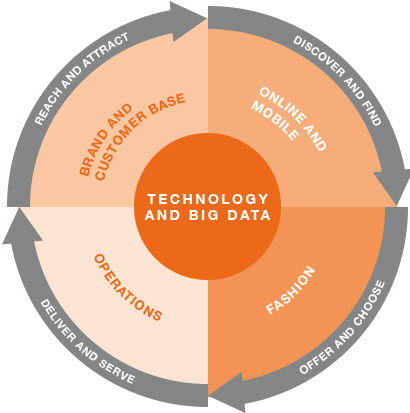 REACH AND ATTRACT
DISCOVER AND FIND
BRAND AND
CUSTOMER BASE
ONLINE AND
MOBILE
TECHNOLOGY
AND BIG DATA
OPERATIONS
FASHION
DELIVER AND SERVE
OFFER AND CHOOSE